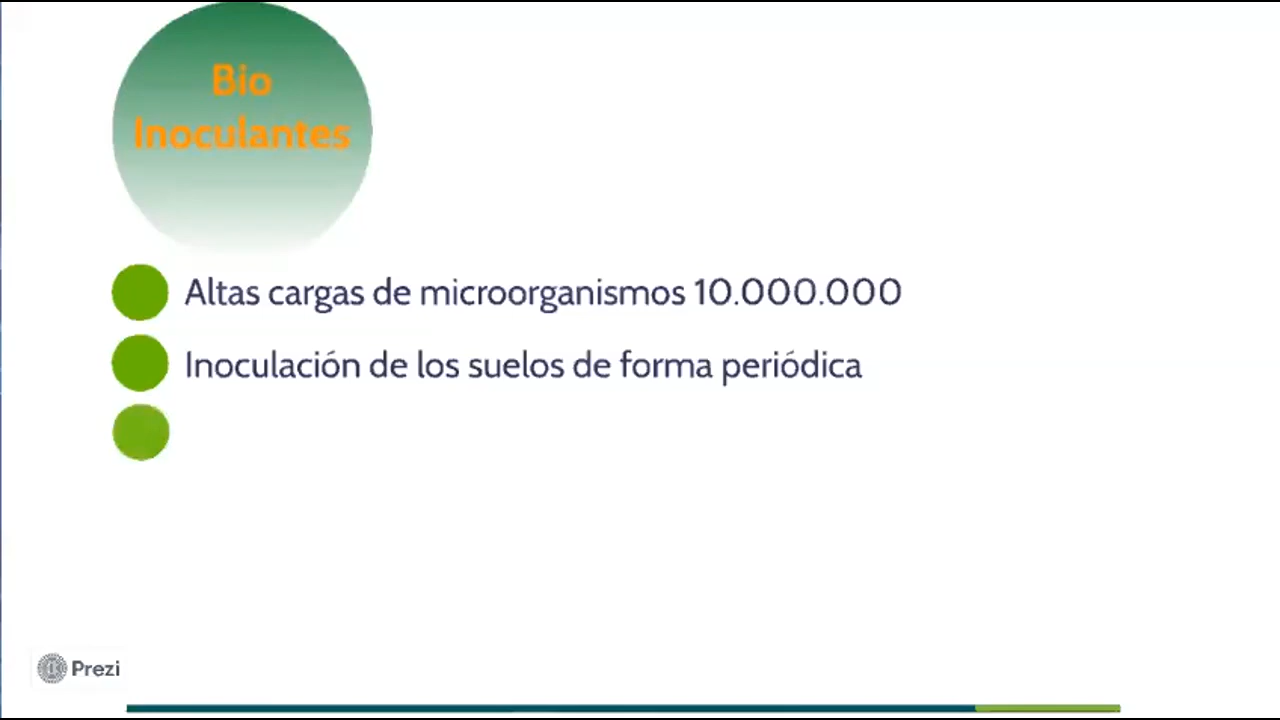 Bio
Inoculantes
Altas cargas de microorganismos 10.000.000
Inoculación de los suelos de forma periódica
Prezi